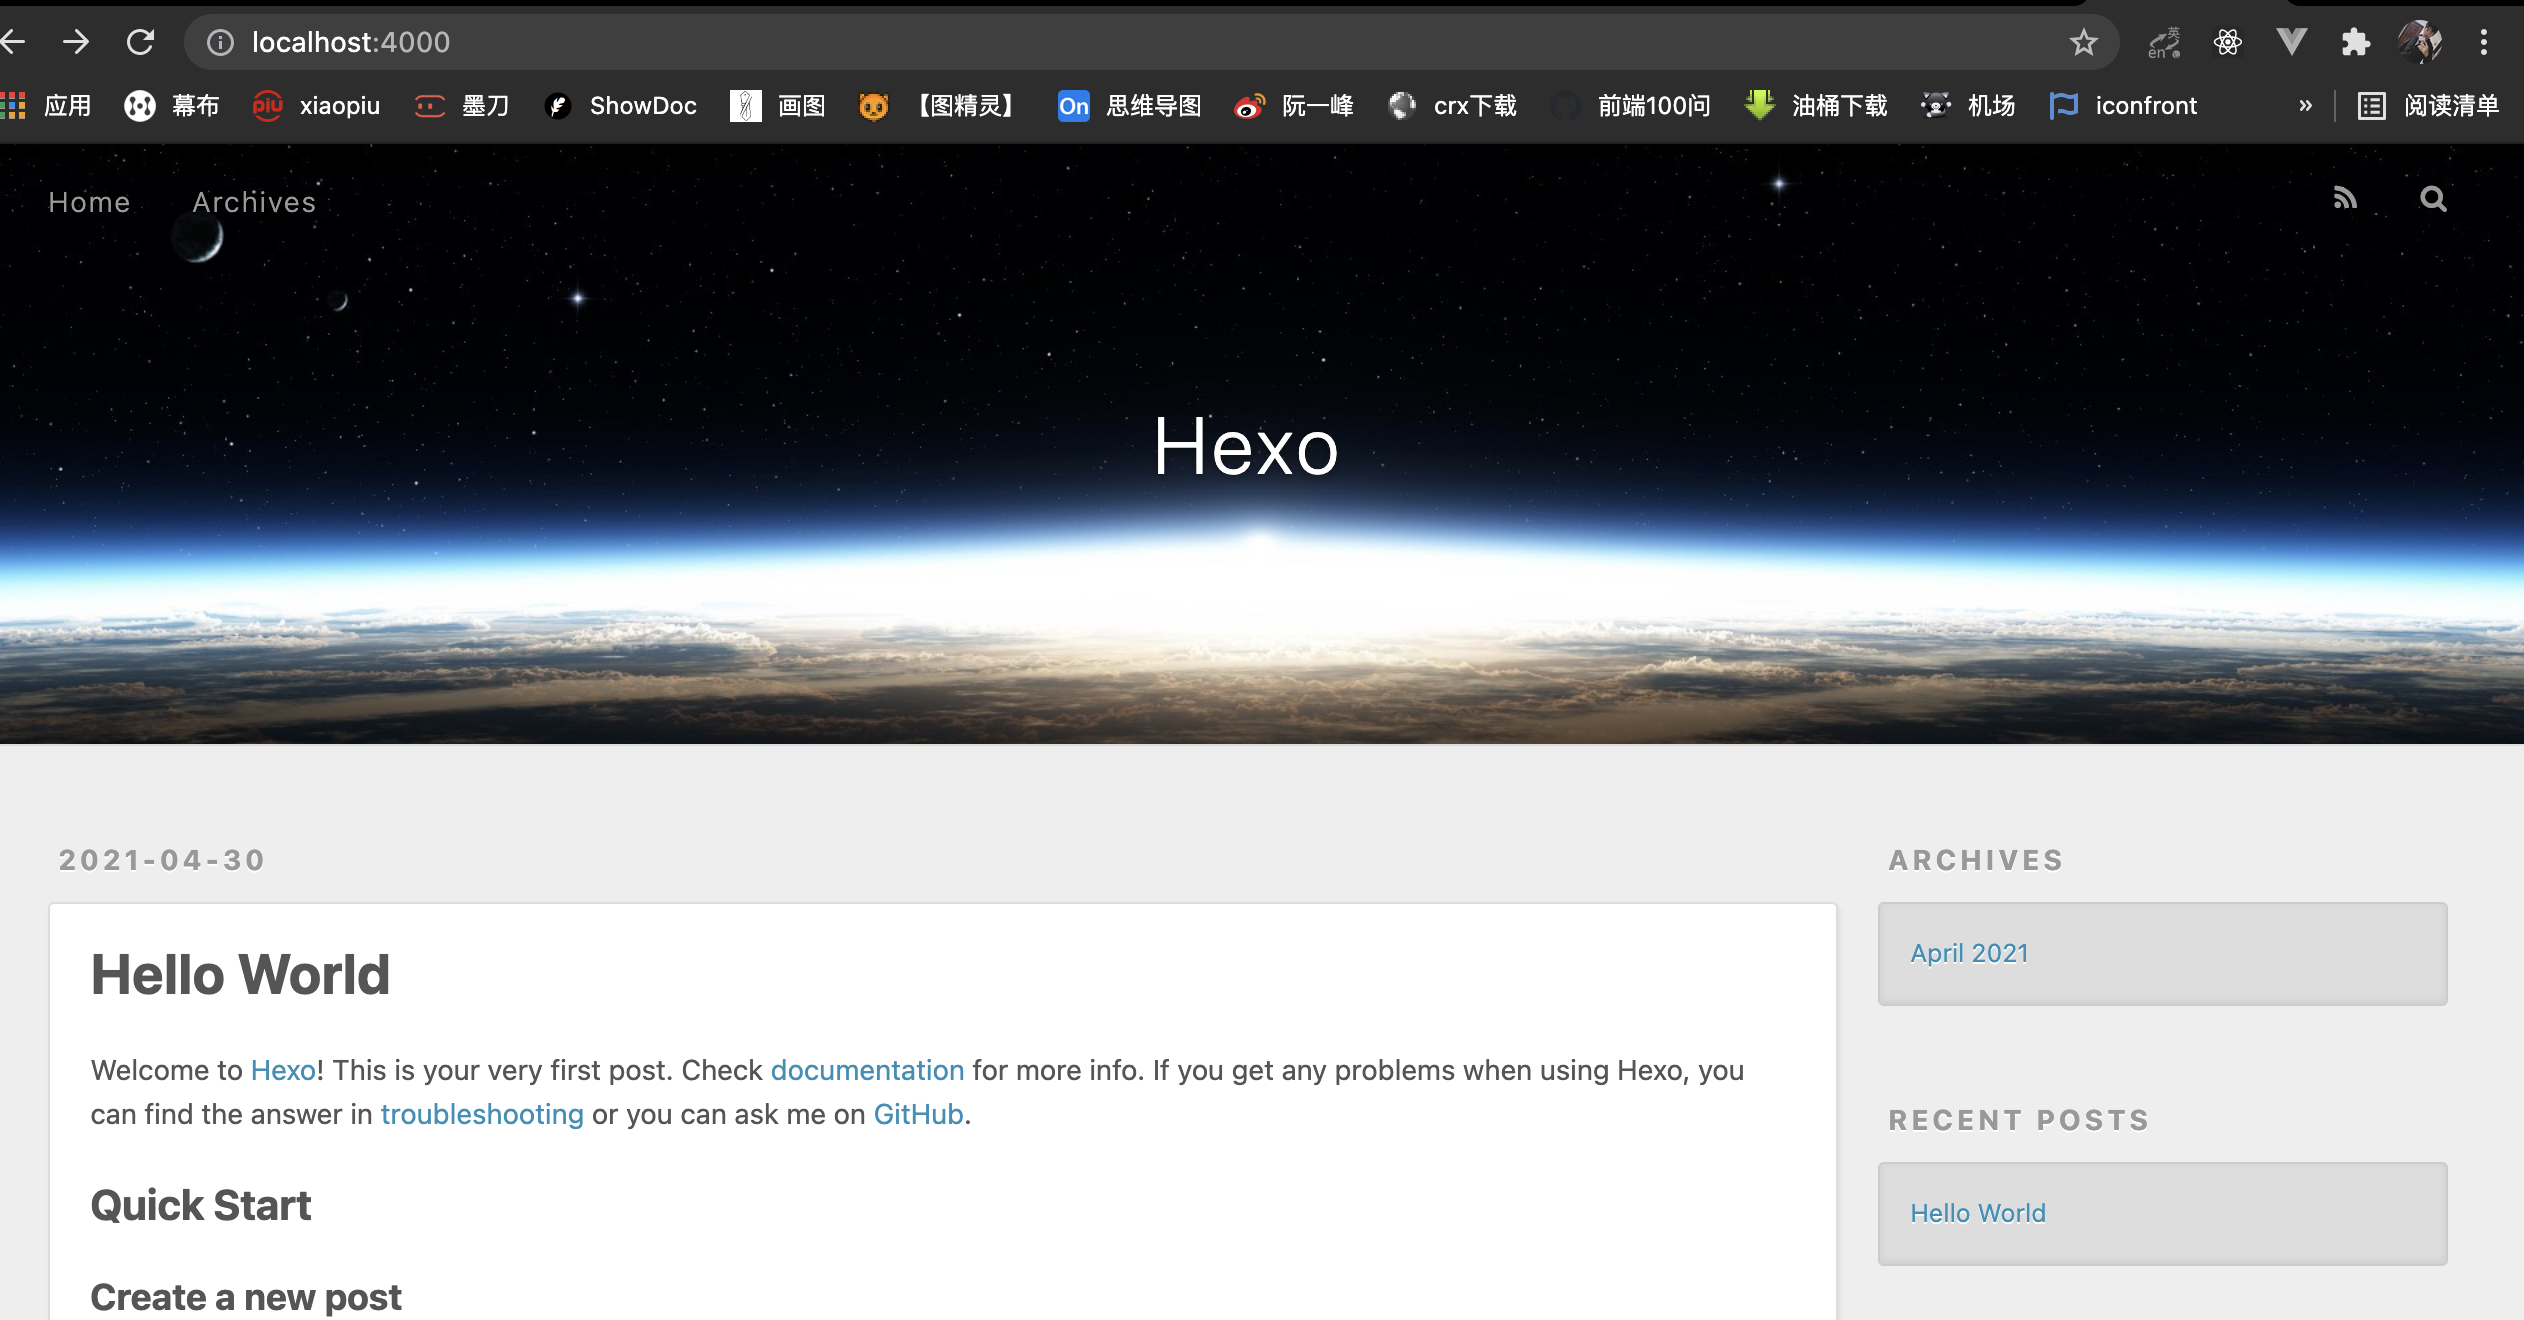 localhost:4000
en 英
应用 幕布 piu xiaopiu 墨刀 ShowDoc 画图 【图精灵】 On 思维导图 阮一峰 crx下载 前端100问 油桶下载 机场 iconfront » 阅读清单
Home Archives
Hexo
2021-04-30
Hello World
Welcome to Hexo! This is your very first post. Check documentation for more info. If you get any problems when using Hexo, you
can find the answer in troubleshooting or you can ask me on GitHub.
Quick Start
Create a new post
ARCHIVES
April 2021
RECENT POSTS
Hello World